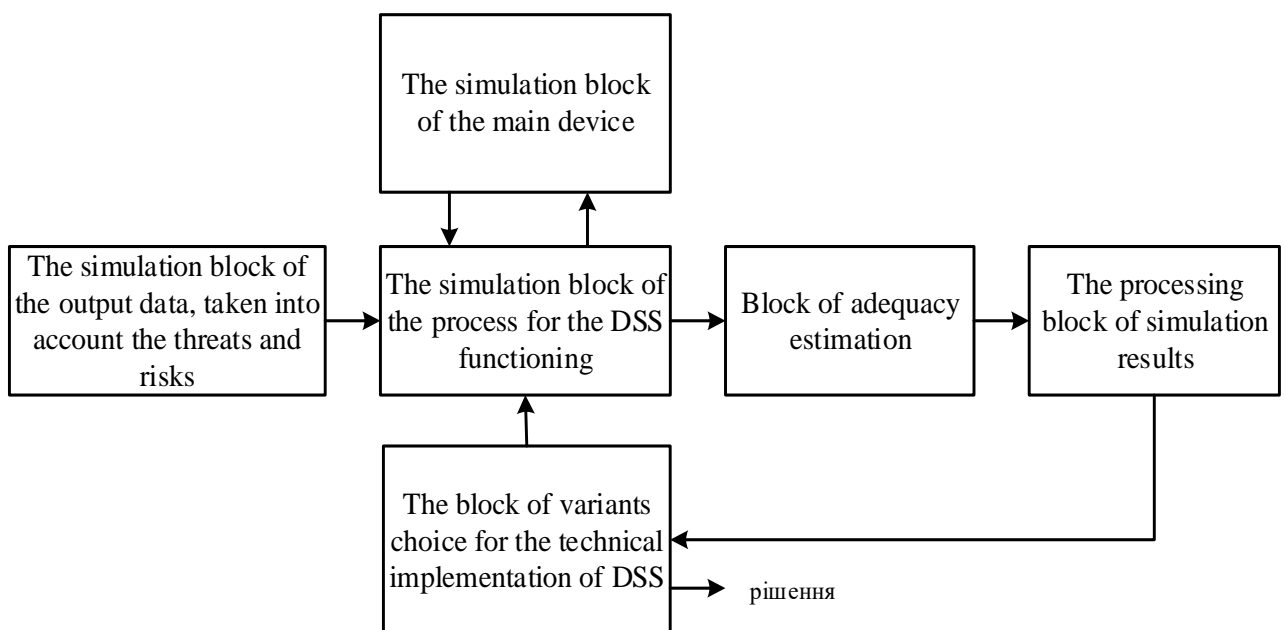 The simulation block
of the main device
The simulation block of
the output data, taken into
account the threats and
risks
The simulation block of
the process for the DSS
functioning
Block of adequacy
estimation
The processing
block of simulation
results
The block of variants
choice for the technical
implementation of DSS
рішення